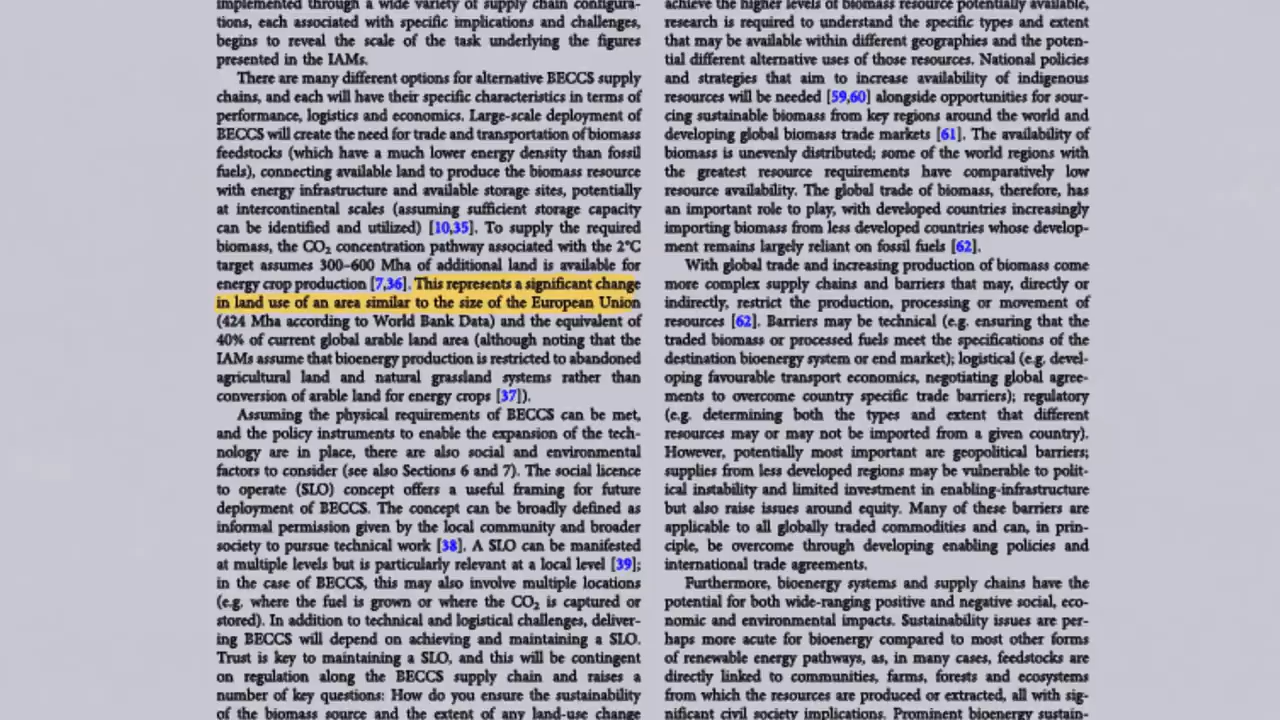 implemented through a wide variety of supply chain configura-
tions, each associated with specific implications and challenges,
begins to reveal the scale of the task underlying the figures
presented in the IAMs.
There are many different options for alternative BECCS supply
chains, and each will have their specific characteristics in terms of
performance, logistics and economics. Large-scale deployment of
BECCS will create the need for trade and transportation of biomass
feedstocks (which have a much lower energy density than fossil
fuels), connecting available land to produce the biomass resource
with energy infrastructure and available storage sites, potentially
at intercontinental scales (assuming sufficient storage capacity
can be identified and utilized) [10,35]. To supply the required
biomass, the CO₂ concentration pathway associated with the 2°C
target assumes 300–600 Mha of additional land is available for
energy crop production [7,36]. This represents a significant change
in land use of an area similar to the size of the European Union
(424 Mha according to World Bank Data) and the equivalent of
40% of current global arable land area (although noting that the
IAMs assume that bioenergy production is restricted to abandoned
agricultural land and natural grassland systems rather than
conversion of arable land for energy crops [37]).
Assuming the physical requirements of BECCS can be met,
and the policy instruments to enable the expansion of the tech-
nology are in place, there are also social and environmental
factors to consider (see also Sections 6 and 7). The social licence
to operate (SLO) concept offers a useful framing for future
deployment of BECCS. The concept can be broadly defined as
informal permission given by the local community and broader
society to pursue technical work [38]. A SLO can be manifested
at multiple levels but is particularly relevant at a local level [39];
in the case of BECCS, this may also involve multiple locations
(e.g. where the fuel is grown or where the CO₂ is captured or
stored). In addition to technical and logistical challenges, deliver-
ing BECCS will depend on achieving and maintaining a SLO.
Trust is key to maintaining a SLO, and this will be contingent
on regulation along the BECCS supply chain and raises a
number of key questions: How do you ensure the sustainability
of the biomass source and the extent of any land-use change
achieve the higher levels of biomass resource potentially available,
research is required to understand the specific types and extent
that may be available within different geographies and the poten-
tial different alternative uses of those resources. National policies
and strategies that aim to increase availability of indigenous
resources will be needed [59,60] alongside opportunities for sour-
cing sustainable biomass from key regions around the world and
developing global biomass trade markets [61]. The availability of
biomass is unevenly distributed; some of the world regions with
the greatest resource requirements have comparatively low
resource availability. The global trade of biomass, therefore, has
an important role to play, with developed countries increasingly
importing biomass from less developed countries whose develop-
ment remains largely reliant on fossil fuels [62].
With global trade and increasing production of biomass come
more complex supply chains and barriers that may, directly or
indirectly, restrict the production, processing or movement of
resources [62]. Barriers may be technical (e.g. ensuring that the
traded biomass or processed fuels meet the specifications of the
destination bioenergy system or end market); logistical (e.g. devel-
oping favourable transport economics, negotiating global agree-
ments to overcome country specific trade barriers); regulatory
(e.g. determining both the types and extent that different
resources may or may not be imported from a given country).
However, potentially most important are geopolitical barriers;
supplies from less developed regions may be vulnerable to polit-
ical instability and limited investment in enabling-infrastructure
but also raise issues around equity. Many of these barriers are
applicable to all globally traded commodities and can, in prin-
ciple, be overcome through developing enabling policies and
international trade agreements.
Furthermore, bioenergy systems and supply chains have the
potential for both wide-ranging positive and negative social, eco-
nomic and environmental impacts. Sustainability issues are per-
haps more acute for bioenergy compared to most other forms
of renewable energy pathways, as, in many cases, feedstocks are
directly linked to communities, farms, forests and ecosystems
from which the resources are produced or extracted, all with sig-
nificant civil society implications. Prominent bioenergy sustain-